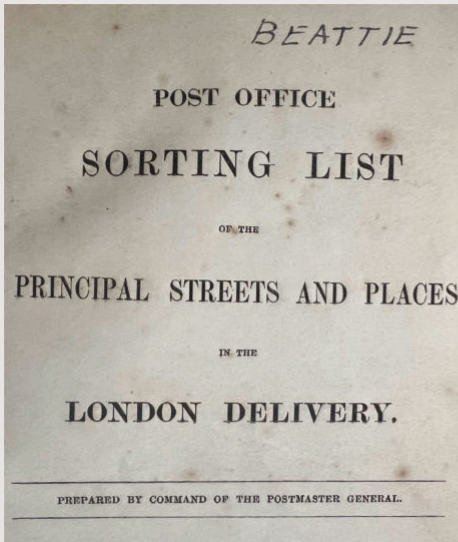 BEATTIE
POST OFFICE
SORTING LIST
OF THE
PRINCIPAL STREETS AND PLACES
IN THE
LONDON DELIVERY.
PREPARED BY COMMAND OF THE POSTMASTER GENERAL.